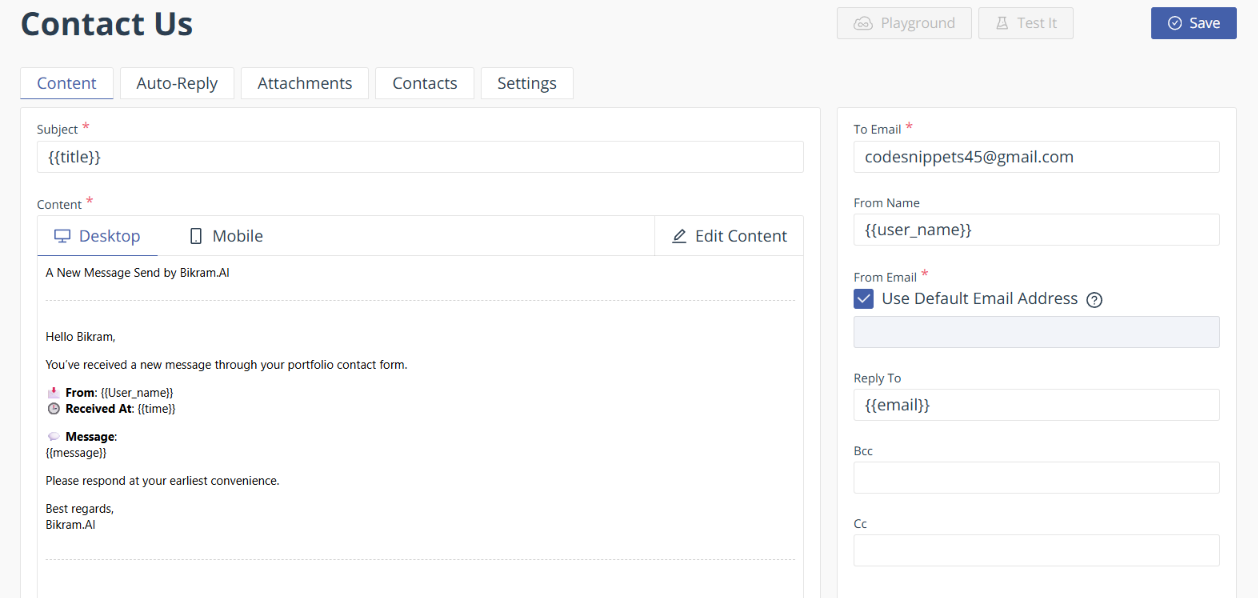 Contact Us
Playground
Test It
Save
Content
Auto-Reply
Attachments
Contacts
Settings
Subject *
{{title}}
Content *
Desktop
Mobile
Edit Content
A New Message Send by Bikram.AI
Hello Bikram,
You've received a new message through your portfolio contact form.
📩 From: {{User_name}}
🕒 Received At: {{time}}
💬 Message:
{{message}}
Please respond at your earliest convenience.
Best regards,
Bikram.AI
To Email *
codesnippets45@gmail.com
From Name
{{user_name}}
From Email *
Use Default Email Address ?
Reply To
{{email}}
Bcc
Cc